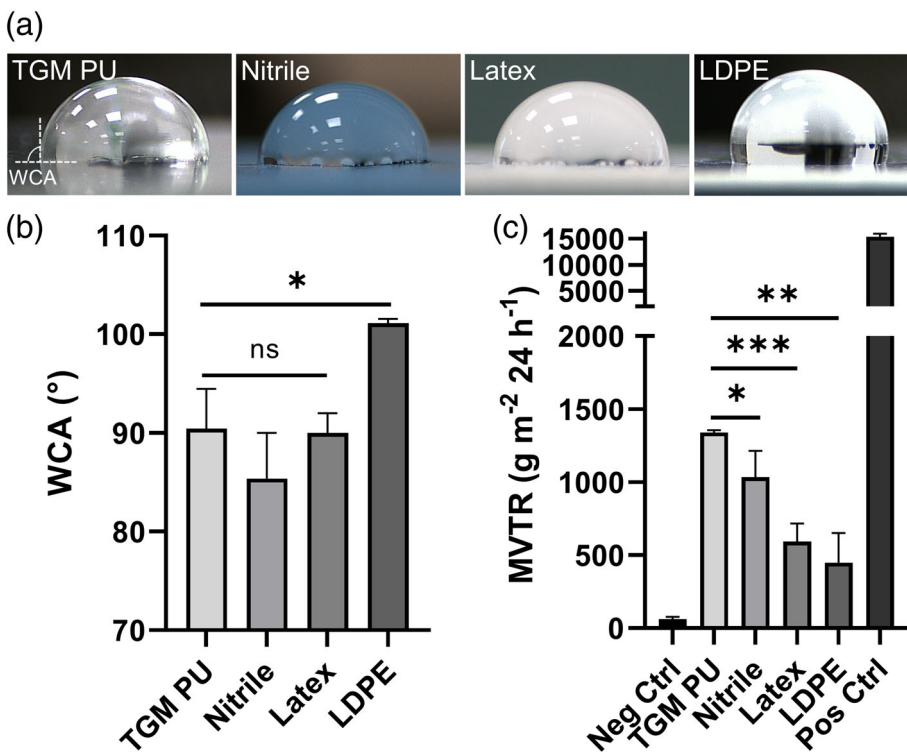 (a)
TGM PU
Nitrile
Latex
LDPE
WCA
(b)
110
100
90
80
70
WCA (°)
*
ns
TGM PU
Nitrile
Latex
LDPE
(c)
15000
10000
5000
2000
1500
1000
500
0
MVTR (g m⁻² 24 h⁻¹)
**
***
*
Neg Ctrl
TGM PU
Nitrile
Latex
LDPE
Pos Ctrl